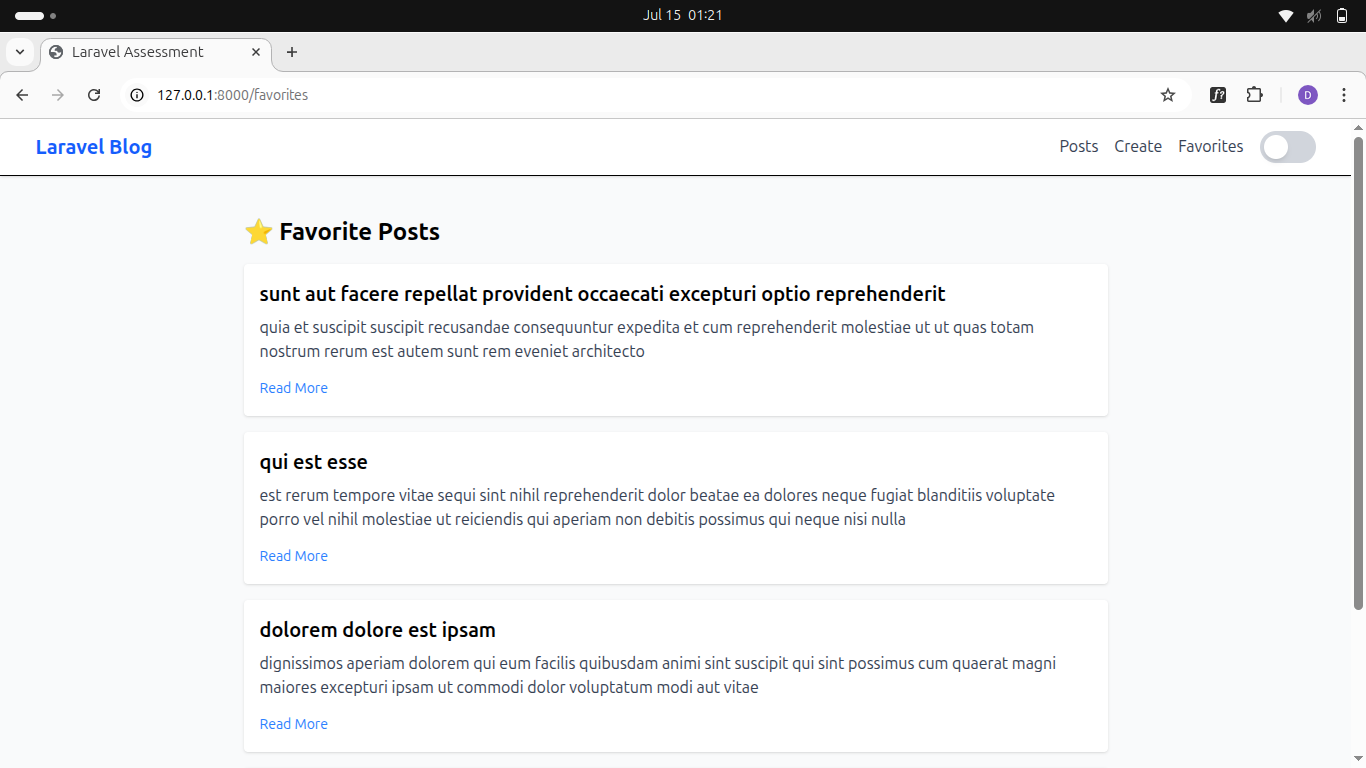 Jul 15 01:21
Laravel Assessment
127.0.0.1:8000/favorites
D
Laravel Blog
Posts Create Favorites
⭐ Favorite Posts
sunt aut facere repellat provident occaecati excepturi optio reprehenderit
quia et suscipit suscipit recusandae consequuntur expedita et cum reprehenderit molestiae ut ut quas totam
nostrum rerum est autem sunt rem eveniet architecto
Read More
qui est esse
est rerum tempore vitae sequi sint nihil reprehenderit dolor beatae ea dolores neque fugiat blanditiis voluptate
porro vel nihil molestiae ut reiciendis qui aperiam non debitis possimus qui neque nisi nulla
Read More
dolorem dolore est ipsam
dignissimos aperiam dolorem qui eum facilis quibusdam animi sint suscipit qui sint possimus cum quaerat magni
maiores excepturi ipsam ut commodi dolor voluptatum modi aut vitae
Read More